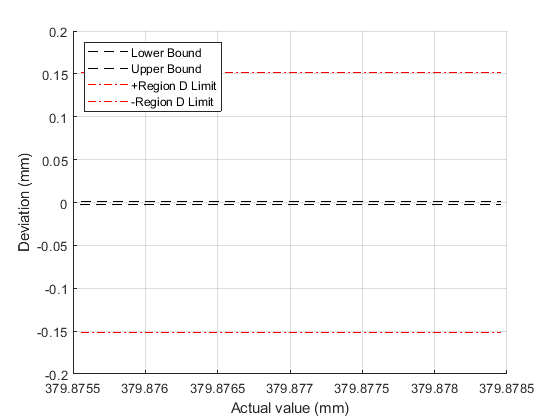 0.2
0.15
0.1
0.05
0
-0.05
-0.1
-0.15
-0.2
Deviation (mm)
Lower Bound
Upper Bound
+Region D Limit
-Region D Limit
379.8755 379.876 379.8765 379.877 379.8775 379.878 379.8785
Actual value (mm)